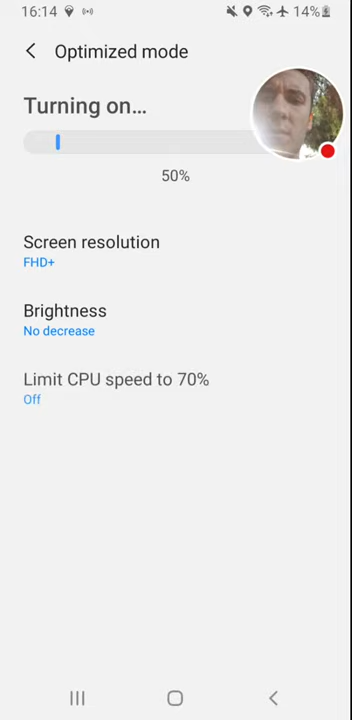 16:14
14%
Optimized mode
Turning on...
50%
Screen resolution
FHD+
Brightness
No decrease
Limit CPU speed to 70%
Off